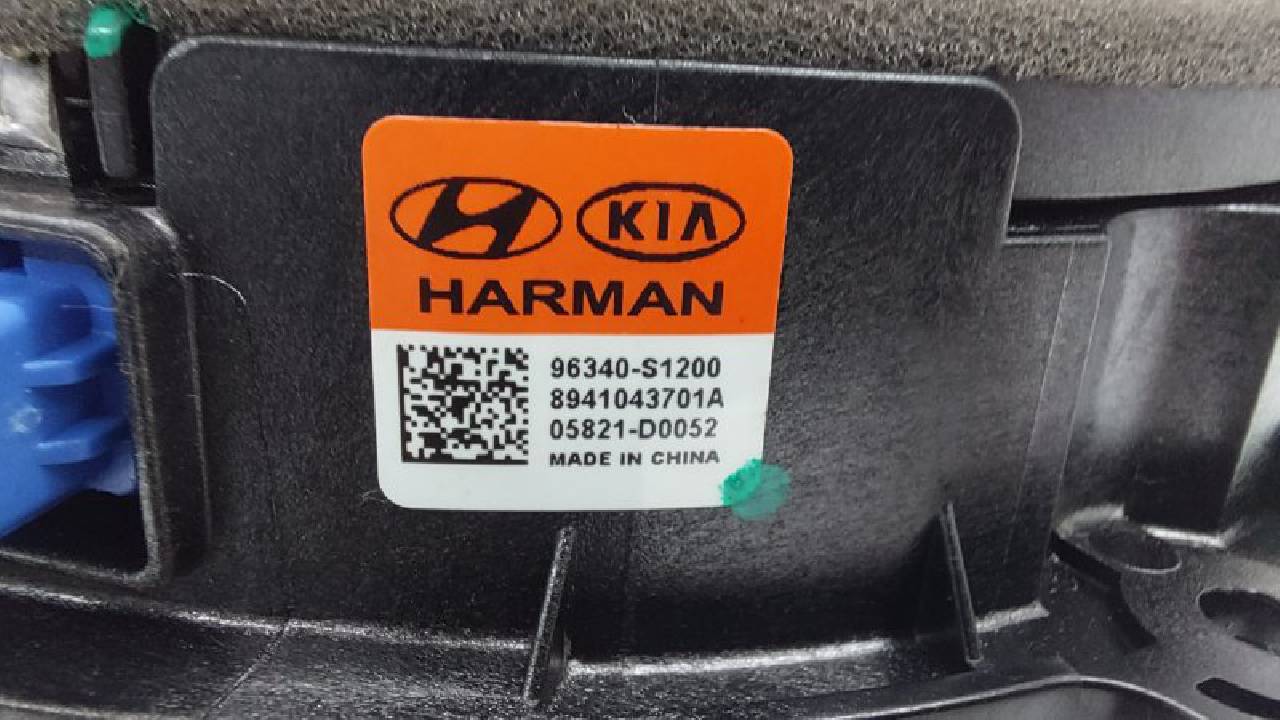 KIA
HARMAN
96340-S1200
8941043701A
05821-D0052
MADE IN CHINA